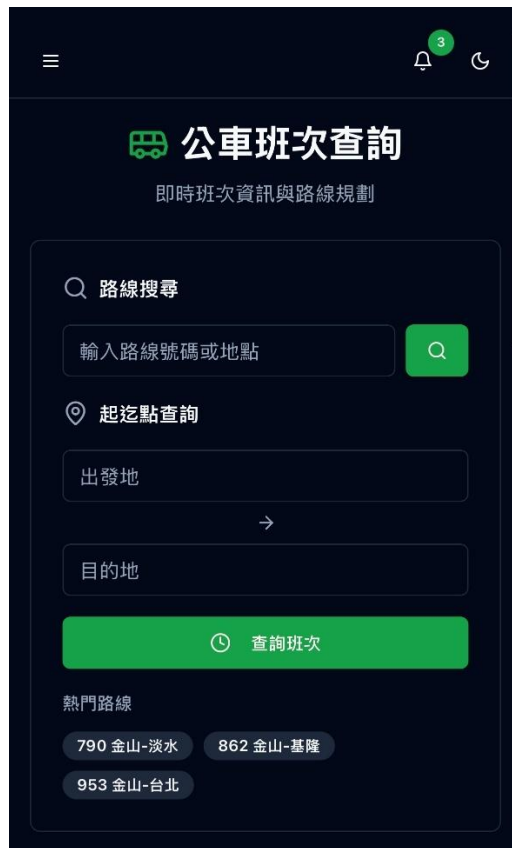 3
公車班次查詢
即時班次資訊與路線規劃
路線搜尋
輸入路線號碼或地點
起迄點查詢
出發地
目的地
查詢班次
熱門路線
790 金山-淡水
862 金山-基隆
953 金山-台北